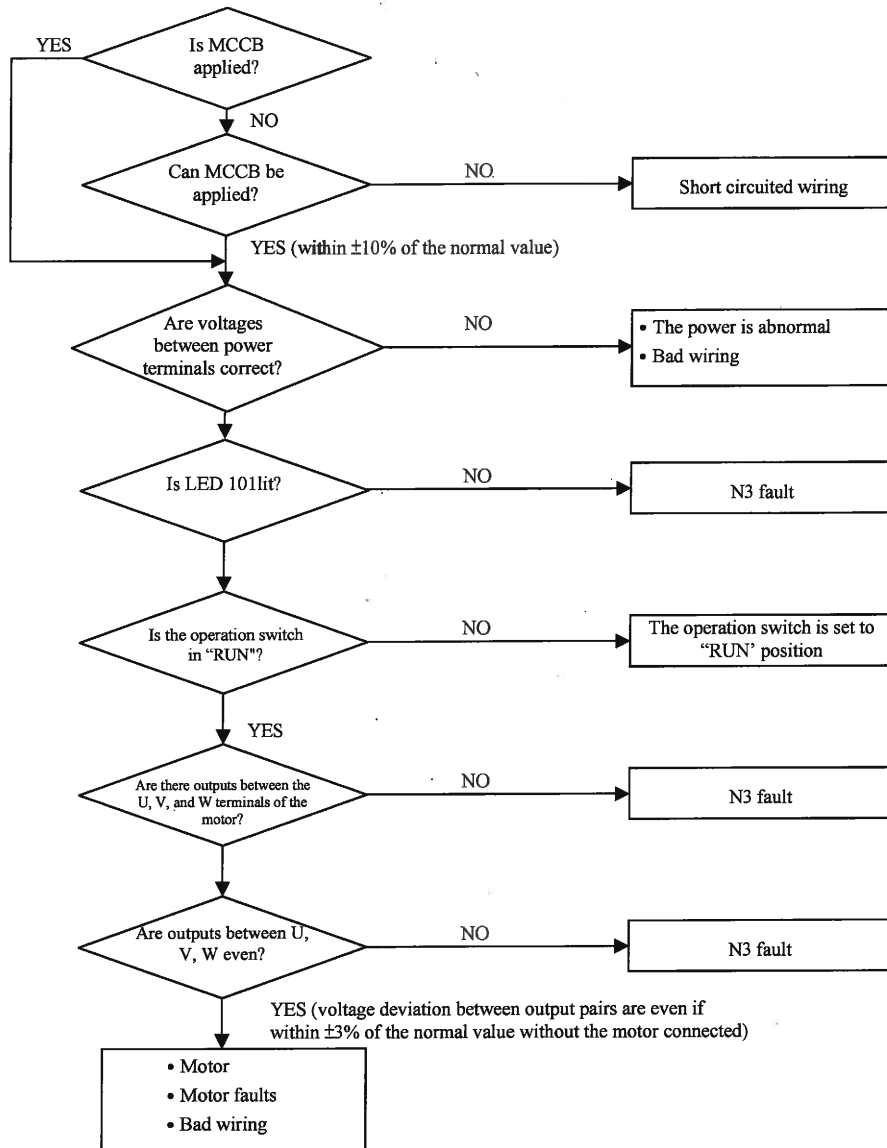 YES
Is MCCB
applied?
NO
Can MCCB be
applied?
NO.
Short circuited wiring
YES (within ±10% of the normal value)
Are voltages
between power
terminals correct?
NO
• The power is abnormal
• Bad wiring
Is LED 101lit?
NO
N3 fault
Is the operation switch
in “RUN"?
NO
The operation switch is set to
“RUN’ position
YES
Are there outputs between the
U, V, and W terminals of the
motor?
NO
N3 fault
Are outputs between U,
V, W even?
NO
N3 fault
YES (voltage deviation between output pairs are even if
within ±3% of the normal value without the motor connected)
• Motor
• Motor faults
• Bad wiring